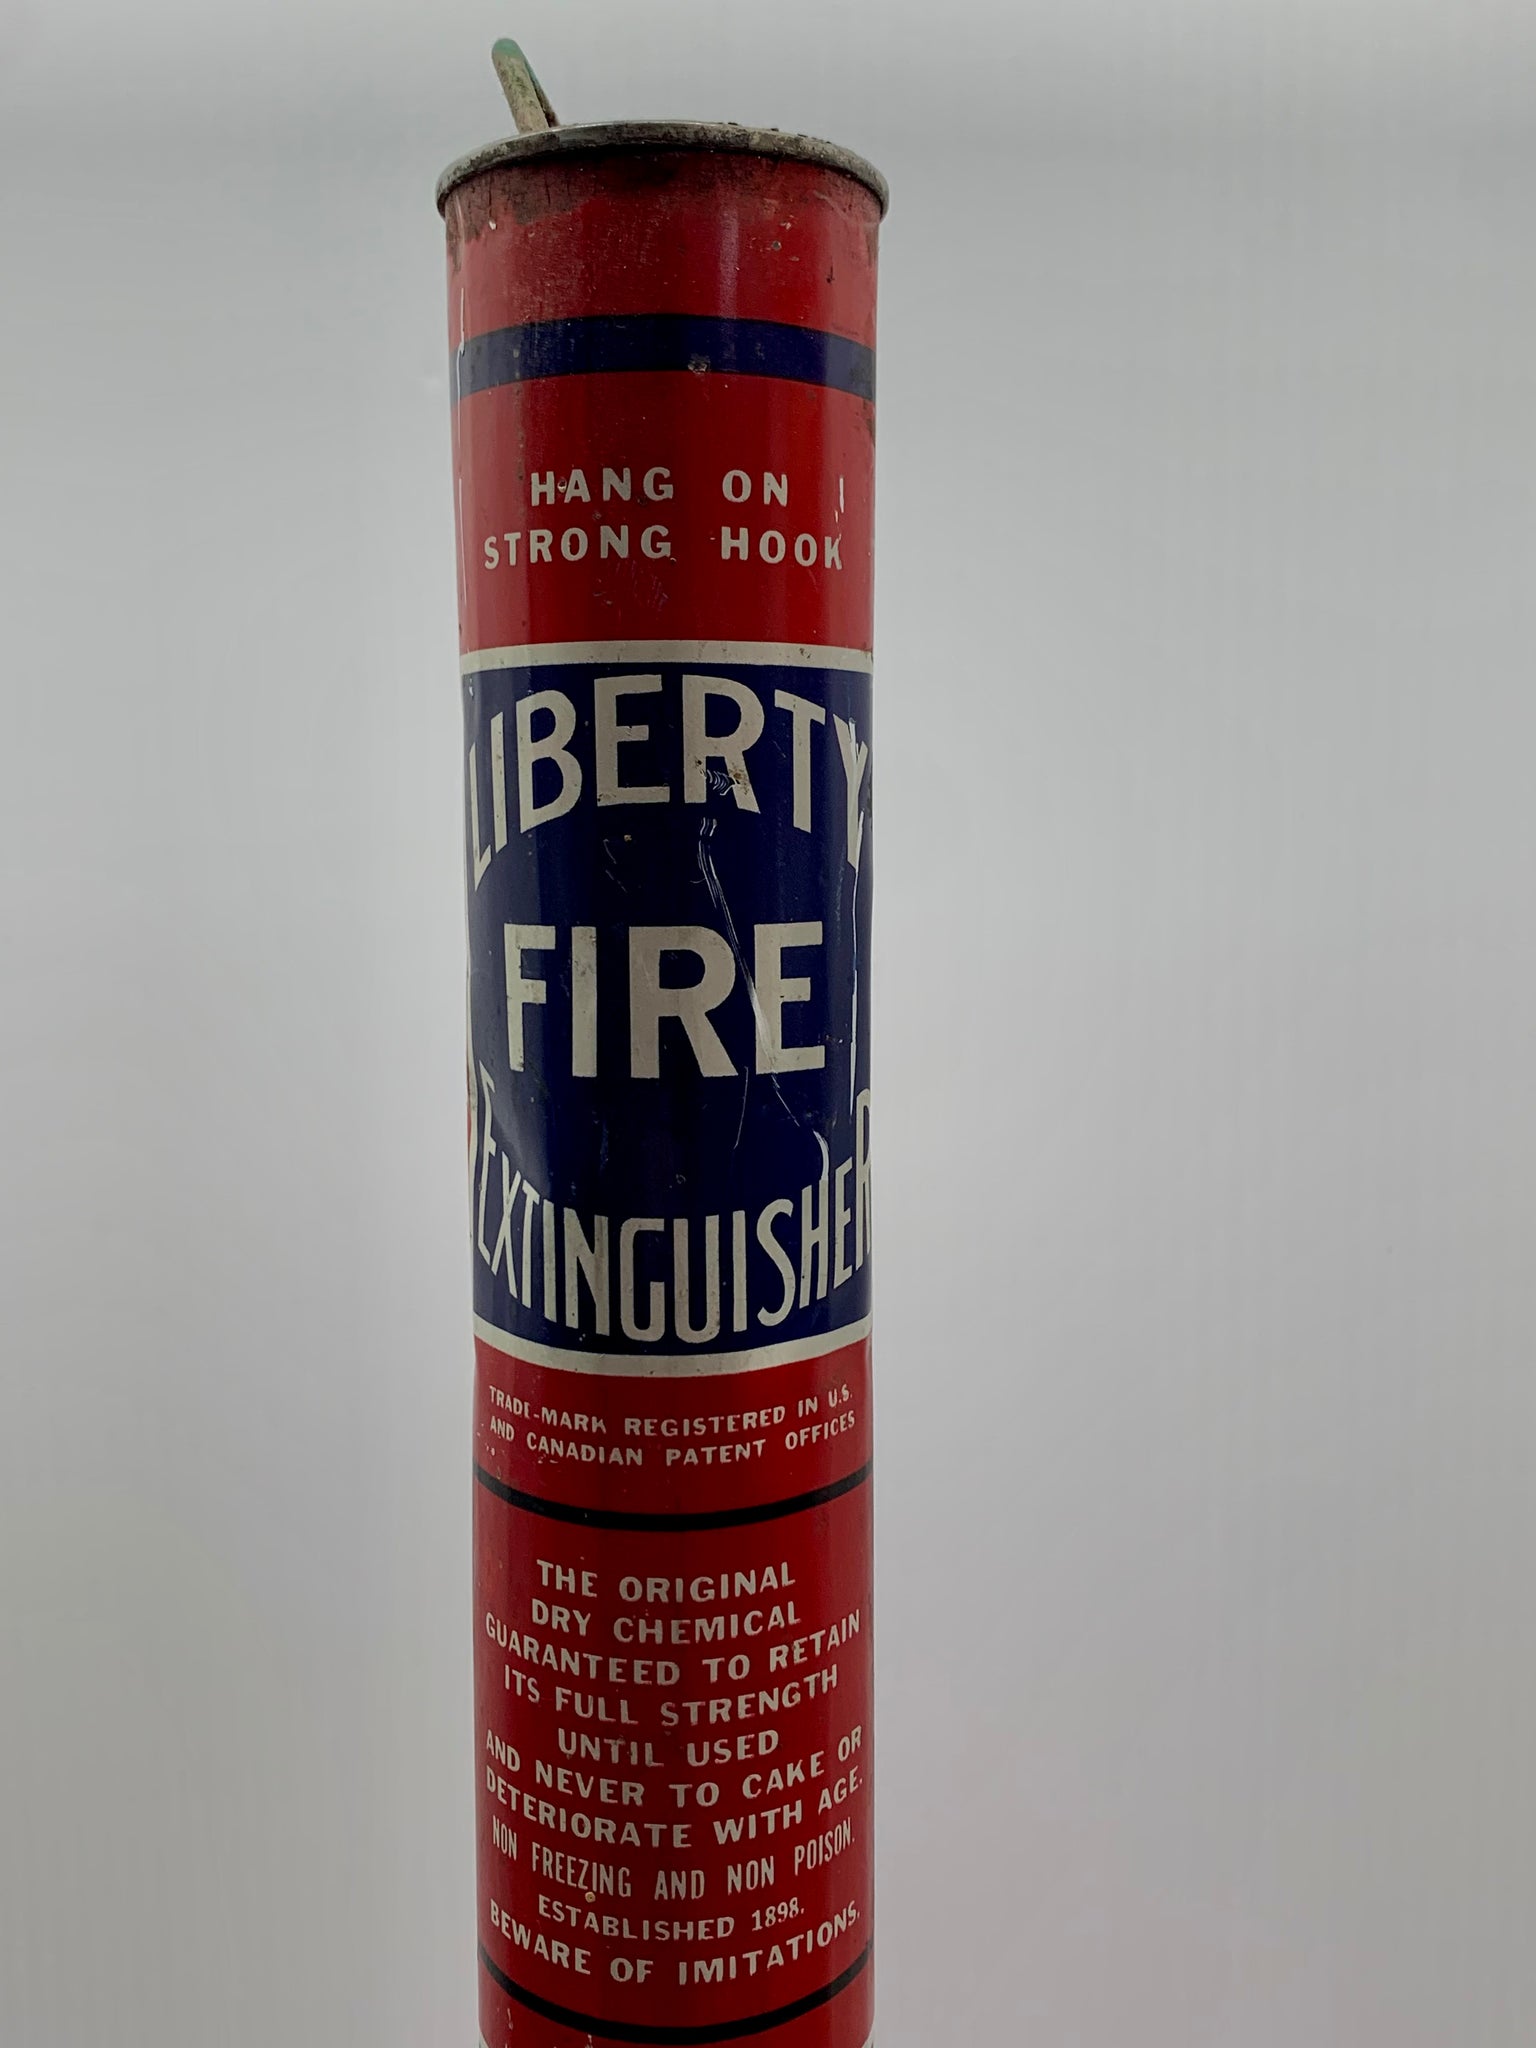 HANG ON
STRONG HOOK
LIBERTY
FIRE
EXTINGUISHER
TRADE-MARK REGISTERED IN U.S.
AND CANADIAN PATENT OFFICES
THE ORIGINAL
DRY CHEMICAL
GUARANTEED TO RETAIN
ITS FULL STRENGTH
UNTIL USED
AND NEVER TO CAKE OR
DETERIORATE WITH AGE.
NON FREEZING AND NON POISON.
ESTABLISHED 1898.
BEWARE OF IMITATIONS.